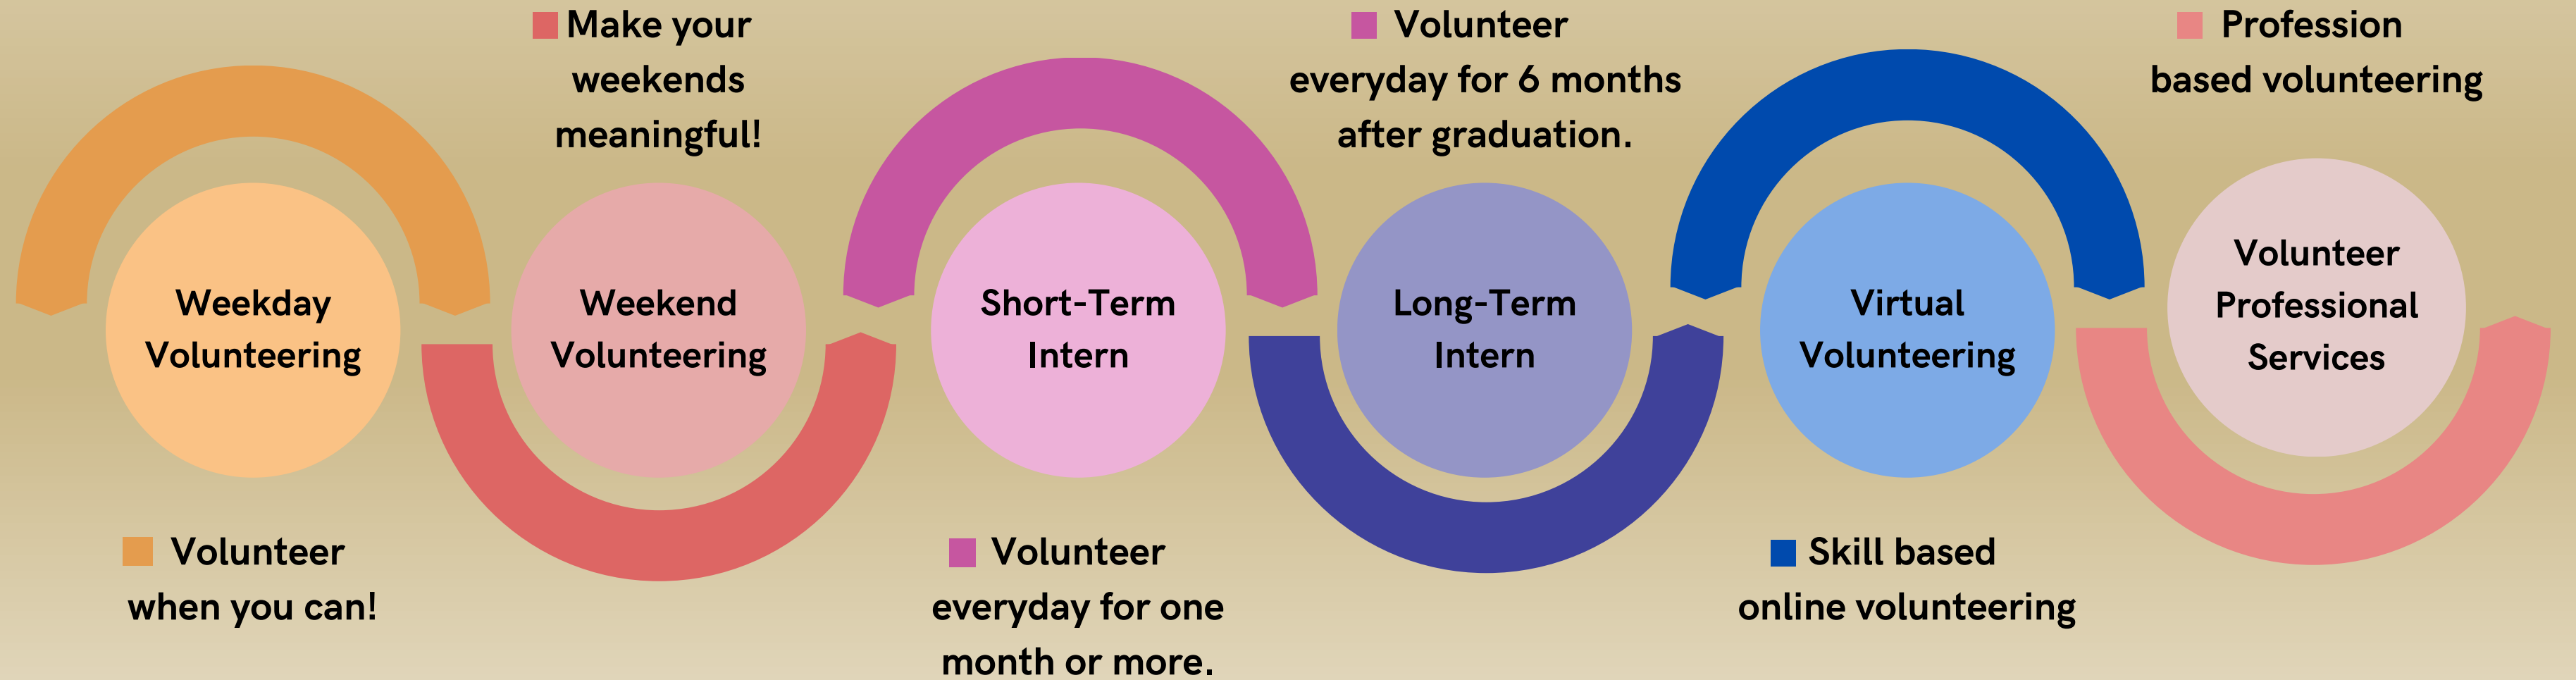 Make your
weekends
meaningful!
Volunteer
everyday for 6 months
after graduation.
Profession
based volunteering
Weekday
Volunteering
Weekend
Volunteering
Short-Term
Intern
Long-Term
Intern
Virtual
Volunteering
Volunteer
Professional
Services
Volunteer
when you can!
Volunteer
everyday for one
month or more.
Skill based
online volunteering